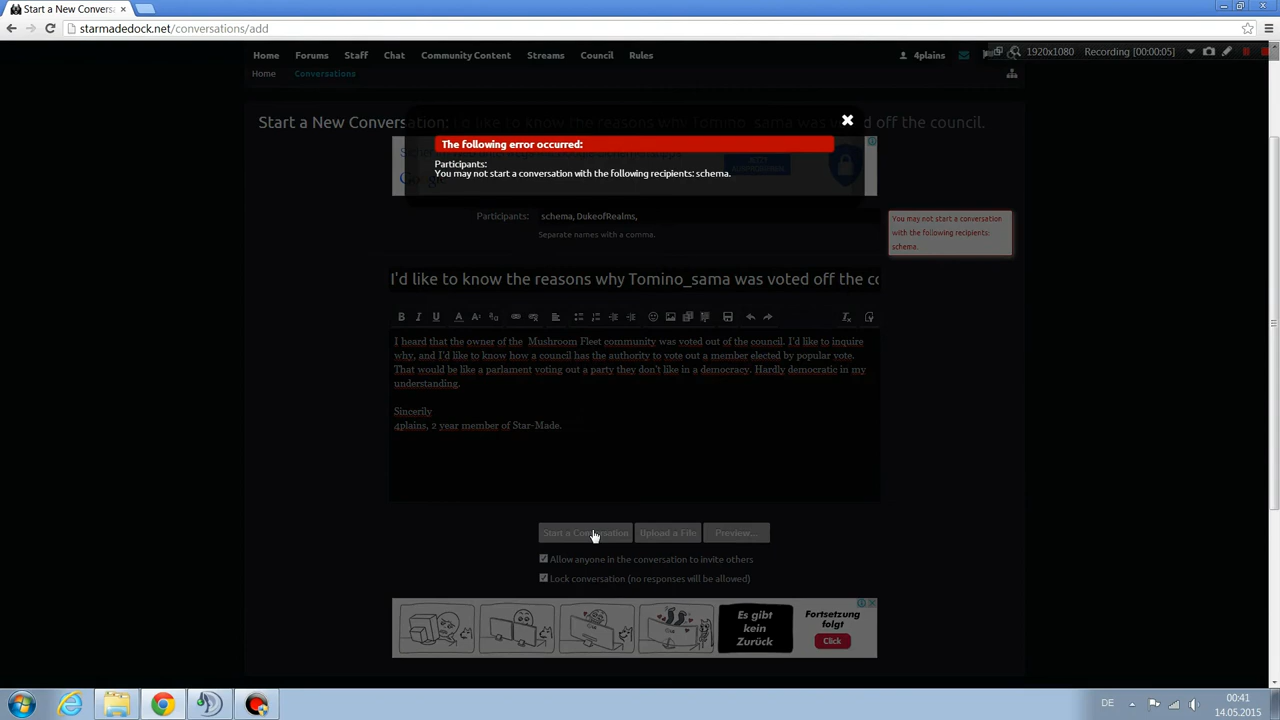 Start a New Conversa
starmadedock.net/conversations/add
Home Forums Staff Chat Community Content Streams Council Rules
4plains
1920x1080 Recording [00:00:05]
Home Conversations
Start a New Conversation: I'd like to know the reasons why Tomino_sama was voted off the council.
The following error occurred:
Participants:
You may not start a conversation with the following recipients: schema.
Google
Participants: schema, DukeofRealms,
Separate names with a comma.
You may not start a conversation
with the following recipients:
schema.
I'd like to know the reasons why Tomino_sama was voted off the co
I heard that the owner of the Mushroom Fleet community was voted out of the council. I'd like to inquire
why, and I'd like to know how a council has the authority to vote out a member elected by popular vote.
That would be like a parlament voting out a party they don't like in a democracy. Hardly democratic in my
understanding.
Sincerily
4plains, 2 year member of Star-Made.
Start a Conversation Upload a File Preview...
Allow anyone in the conversation to invite others
Lock conversation (no responses will be allowed)
Es gibt
kein
Zurück
Fortsetzung
folgt
Click
DE
00:41
14.05.2015